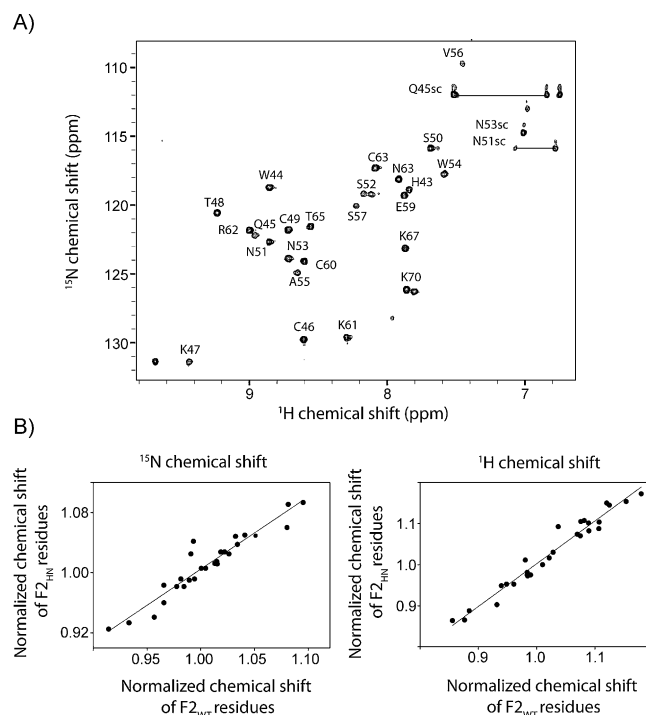 A)
V56
110
Q45sc
N53sc
115
S50
N51sc
C63
N63
W54
W44
S52
H43
T48
S57
E59
120
Q45
C49
T65
R62
N51
N53
K67
C60
A55
125
K70
C46
K61
130
K47
¹⁵N chemical shift (ppm)
9
8
7
¹H chemical shift (ppm)
B)
¹⁵N chemical shift
Normalized chemical shift
of F2HN residues
1.08
1.00
0.92
0.95
1.00
1.05
1.10
Normalized chemical shift
of F2WT residues
¹H chemical shift
Normalized chemical shift
of F2HN residues
1.1
0.9
0.9
1.0
1.1
Normalized chemical shift
of F2WT residues